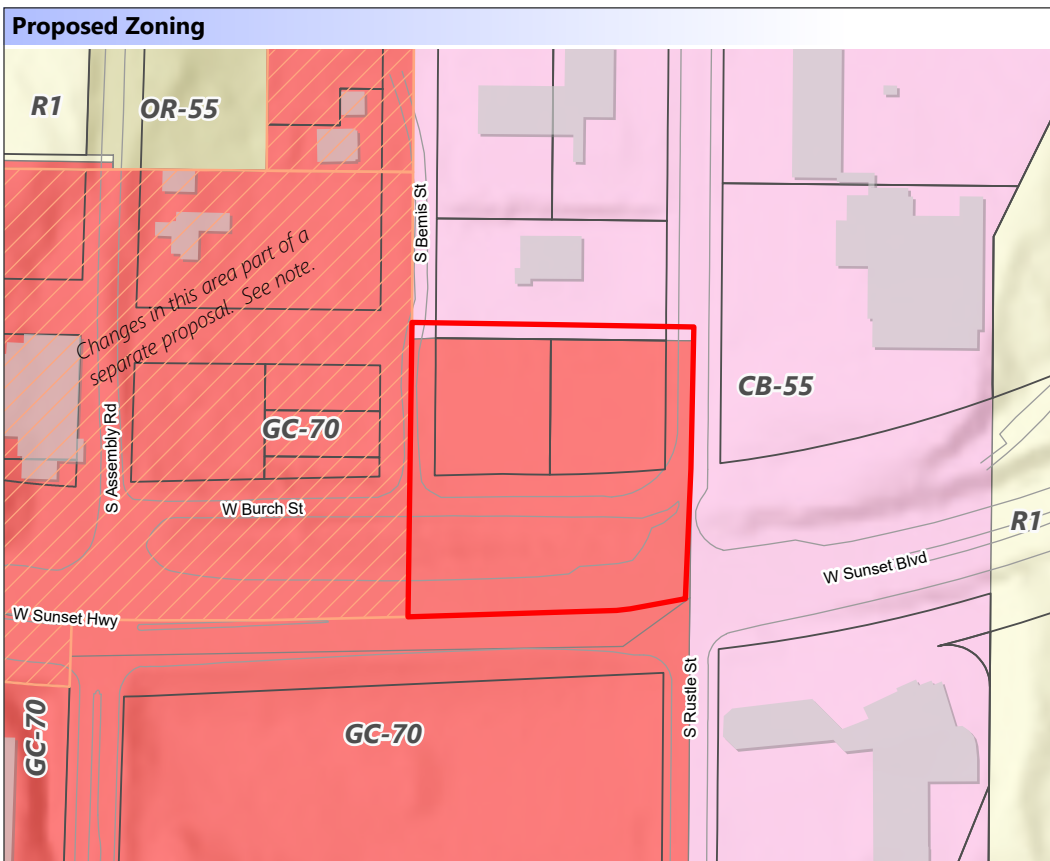 Proposed Zoning
R1
OR-55
S Bemis St
Changes in this area part of a
separate proposal. See note.
CB-55
GC-70
S Assembly Rd
W Burch St
R1
W Sunset Blvd
W Sunset Hwy
S Rustle St
GC-70
GC-70